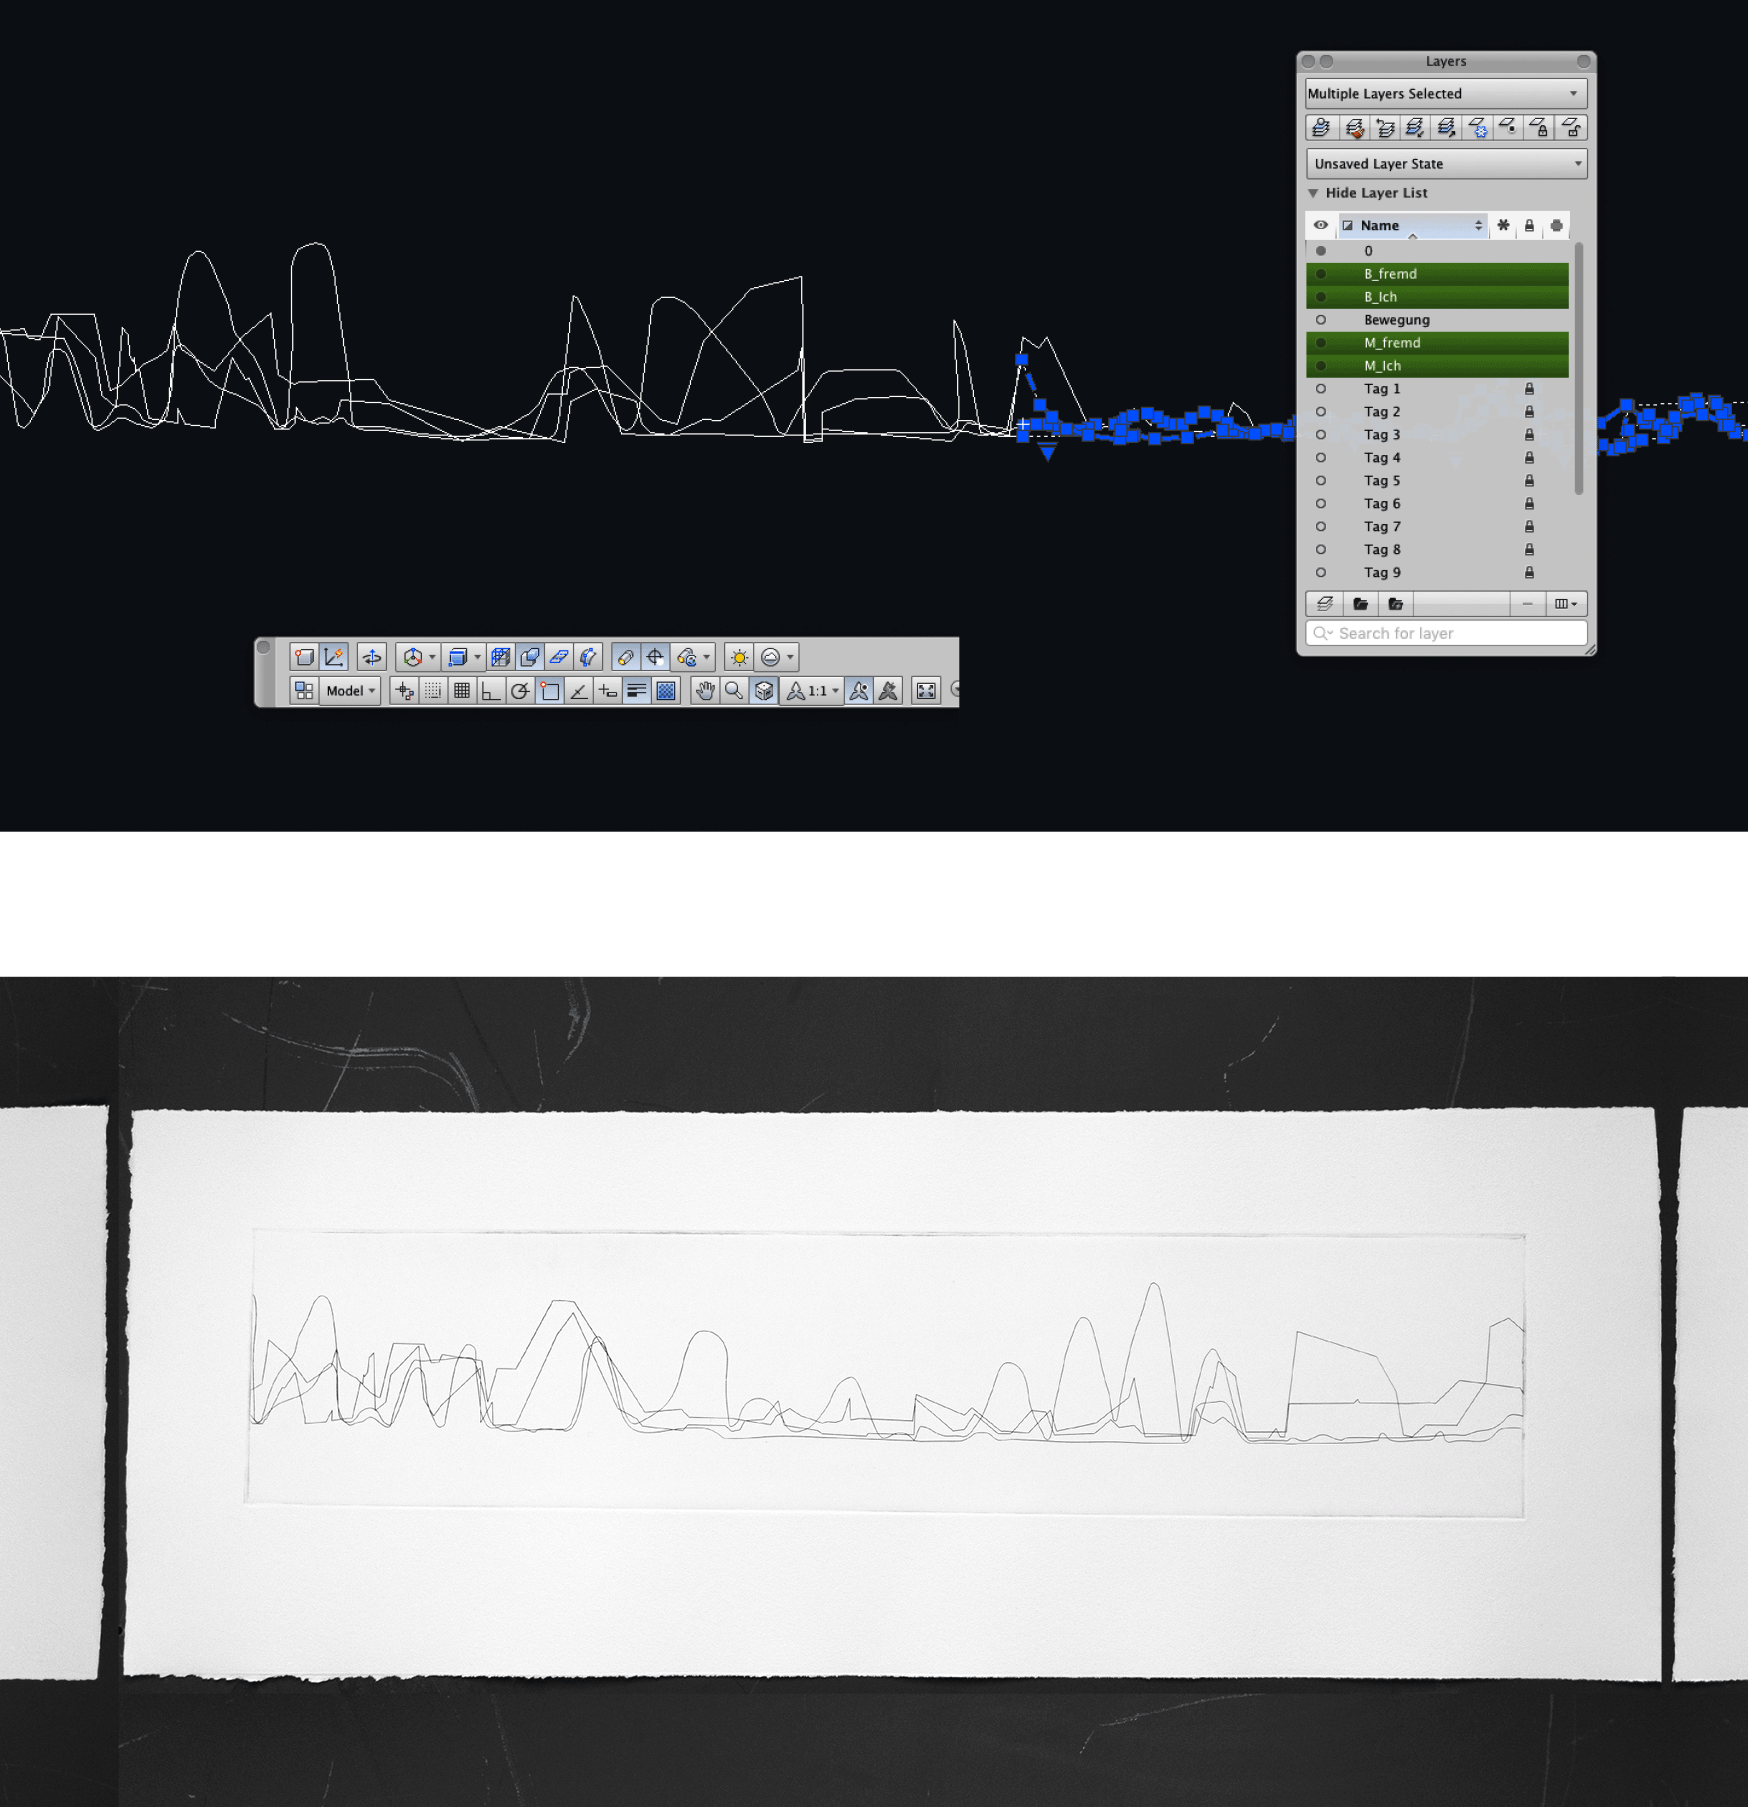 Layers
Multiple Layers Selected
Unsaved Layer State
Hide Layer List
Name
0
B_fremd
B_Ich
Bewegung
M_fremd
M_Ich
Tag 1
Tag 2
Tag 3
Tag 4
Tag 5
Tag 6
Tag 7
Tag 8
Tag 9
Search for layer
Model
1:1